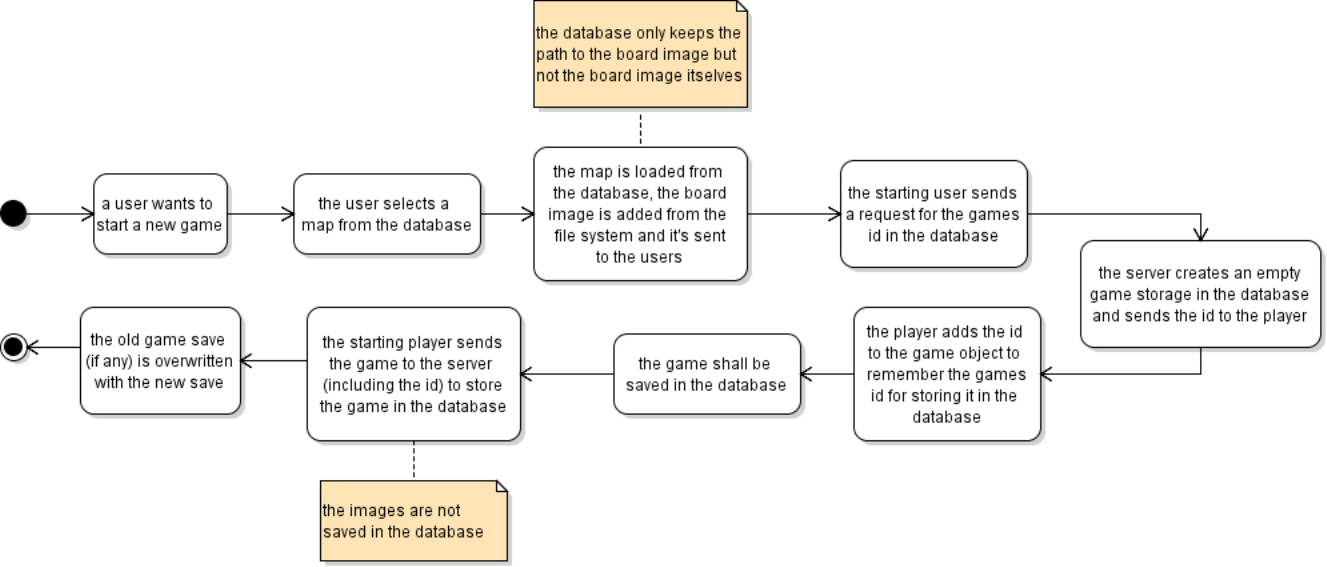 the database only keeps the
path to the board image but
not the board image itselves
a user wants to
start a new game
the user selects a
map from the database
the map is loaded from
the database, the board
image is added from the
file system and it's sent
to the users
the starting user sends
a request for the games
id in the database
the server creates an empty
game storage in the database
and sends the id to the player
the player adds the id
to the game object to
remember the games
id for storing it in the
database
the game shall be
saved in the database
the starting player sends
the game to the server
(including the id) to store
the game in the database
the old game save
(if any) is overwritten
with the new save
the images are not
saved in the database